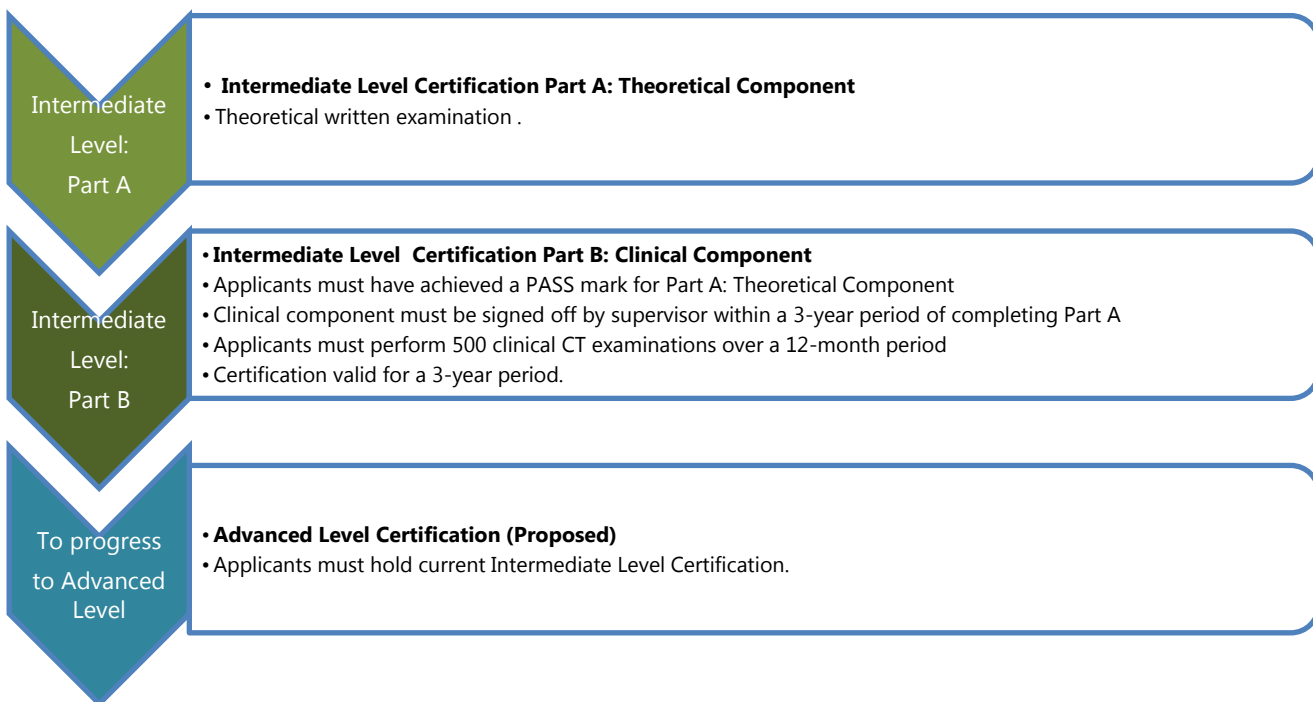 Intermediate
Level:
Part A
• Intermediate Level Certification Part A: Theoretical Component
• Theoretical written examination .
Intermediate
Level:
Part B
• Intermediate Level  Certification Part B: Clinical Component
• Applicants must have achieved a PASS mark for Part A: Theoretical Component
• Clinical component must be signed off by supervisor within a 3-year period of completing Part A
• Applicants must perform 500 clinical CT examinations over a 12-month period
• Certification valid for a 3-year period.
To progress
to Advanced
Level
• Advanced Level Certification (Proposed)
• Applicants must hold current Intermediate Level Certification.